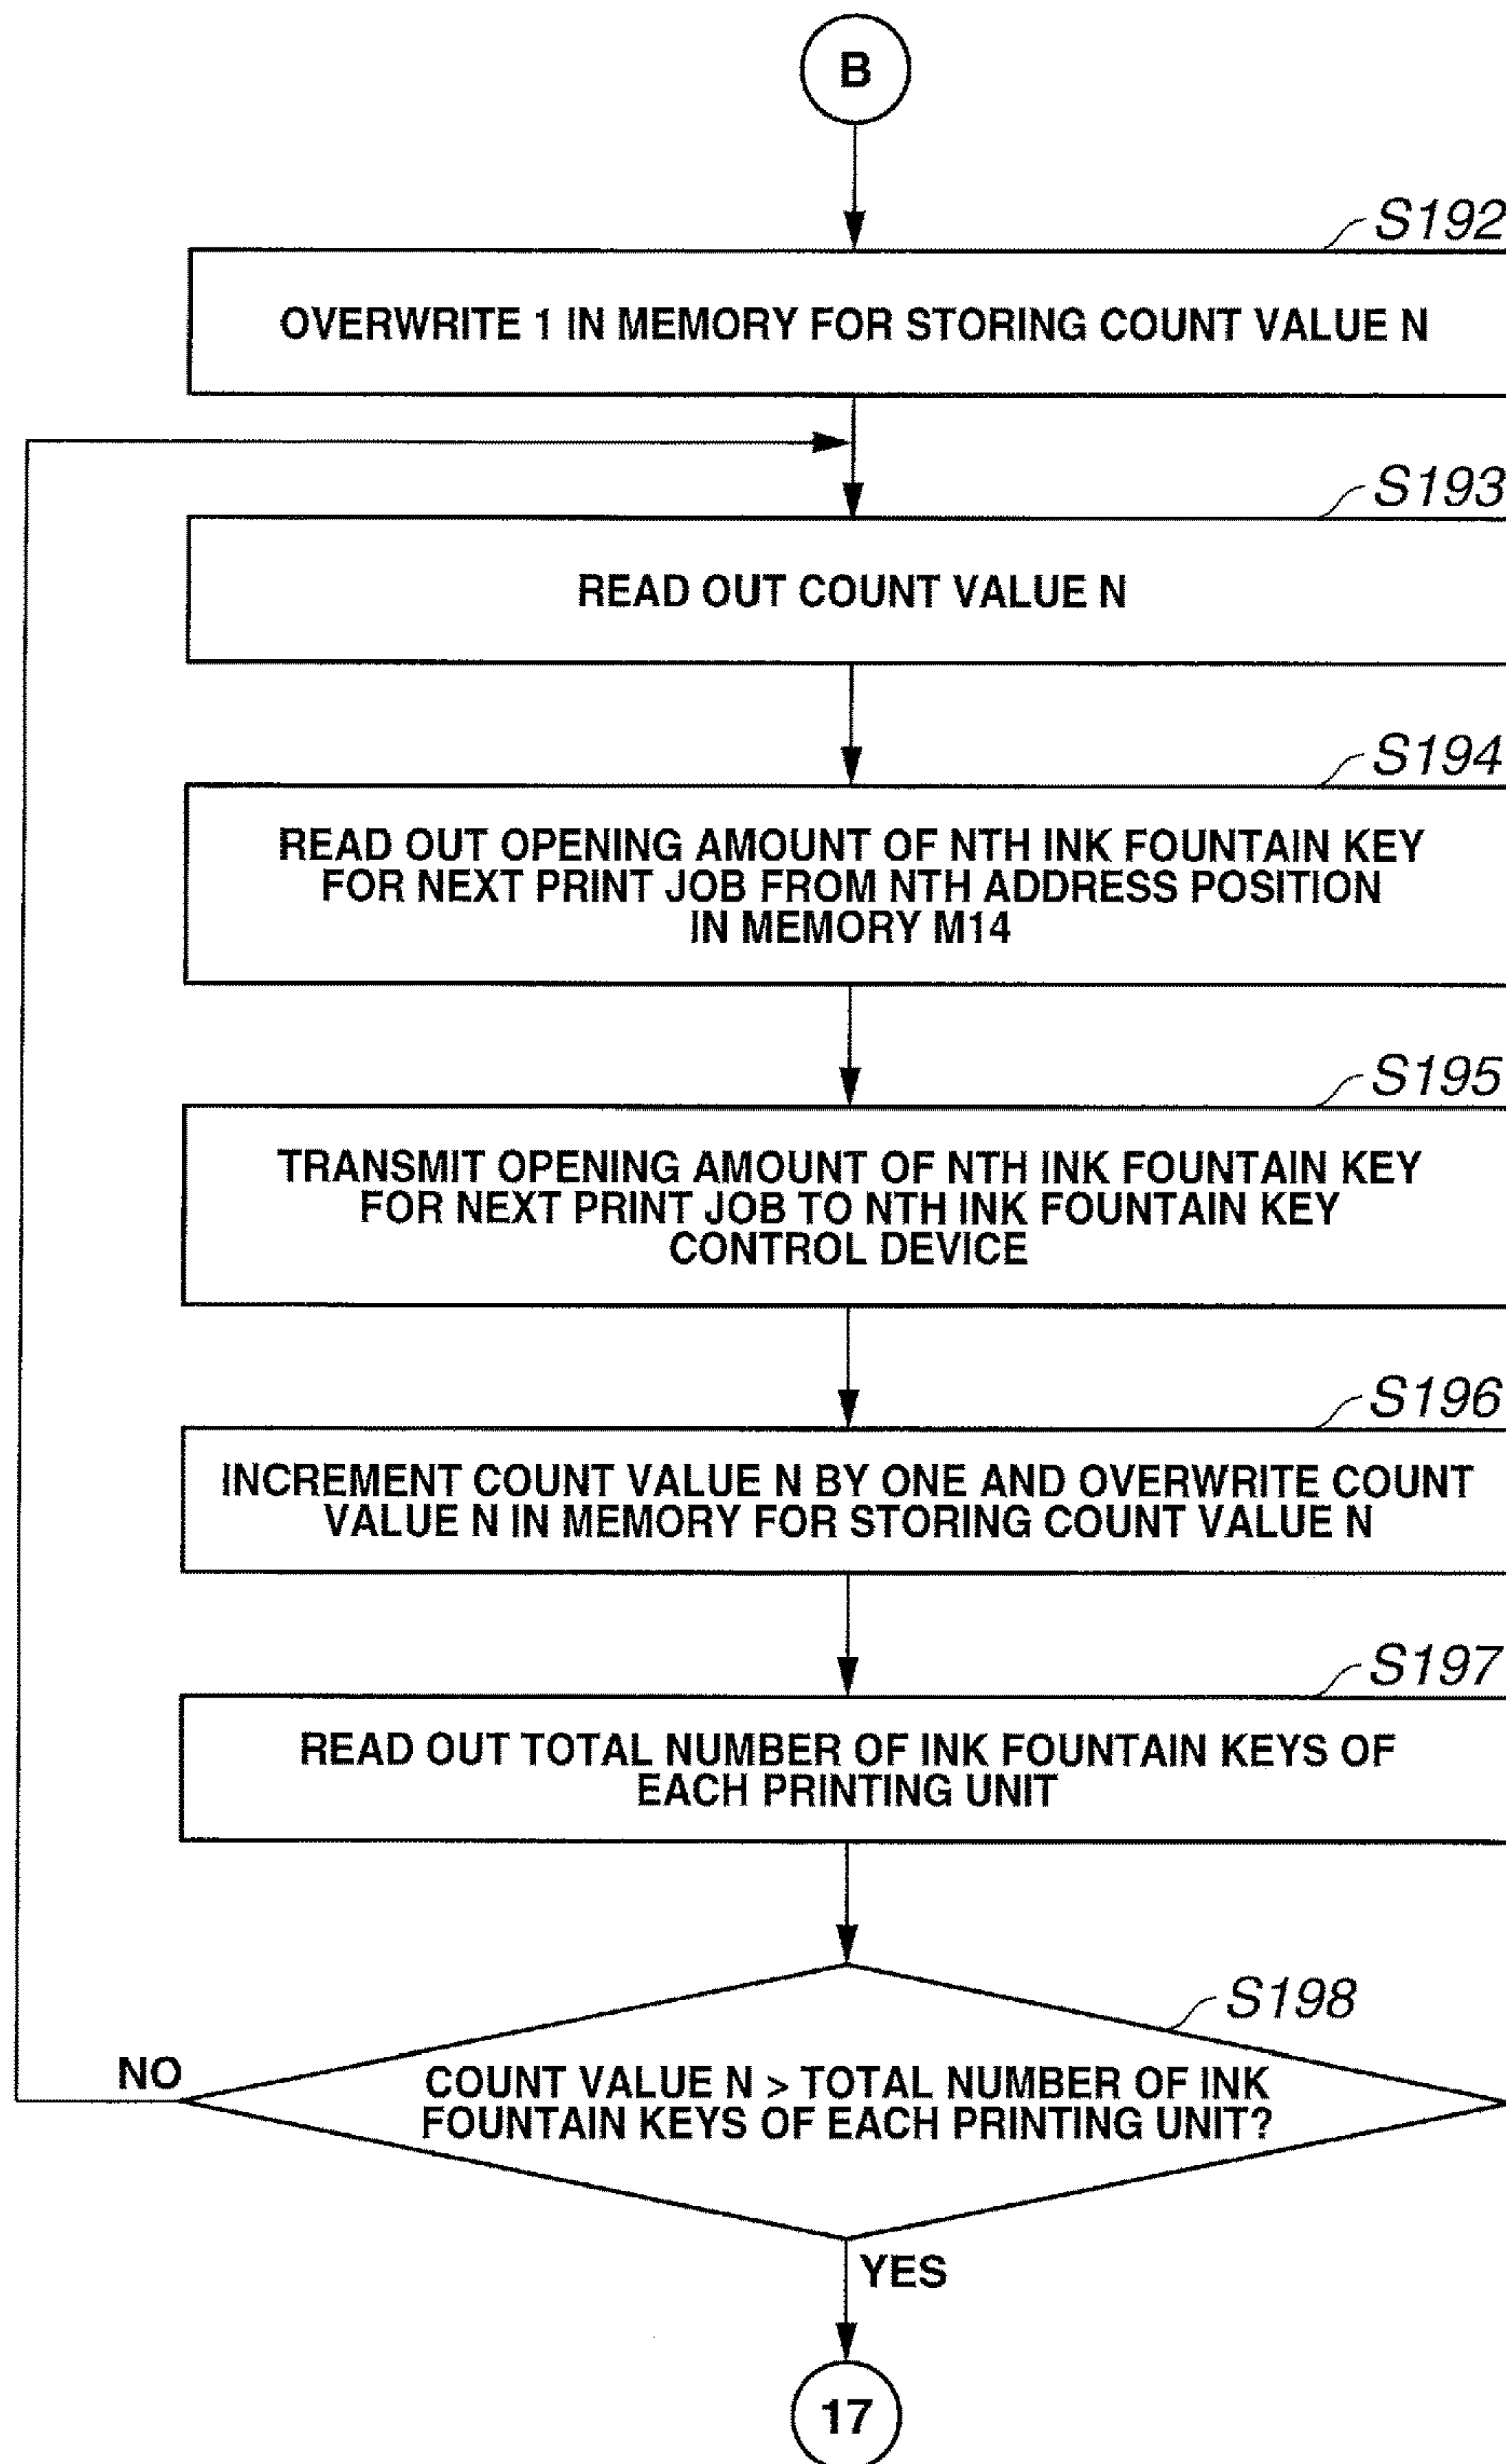 B
S192
OVERWRITE 1 IN MEMORY FOR STORING COUNT VALUE N
S193
READ OUT COUNT VALUE N
S194
READ OUT OPENING AMOUNT OF NTH INK FOUNTAIN KEY
FOR NEXT PRINT JOB FROM NTH ADDRESS POSITION
IN MEMORY M14
S195
TRANSMIT OPENING AMOUNT OF NTH INK FOUNTAIN KEY
FOR NEXT PRINT JOB TO NTH INK FOUNTAIN KEY
CONTROL DEVICE
S196
INCREMENT COUNT VALUE N BY ONE AND OVERWRITE COUNT
VALUE N IN MEMORY FOR STORING COUNT VALUE N
S197
READ OUT TOTAL NUMBER OF INK FOUNTAIN KEYS OF
EACH PRINTING UNIT
S198
NO
COUNT VALUE N > TOTAL NUMBER OF INK
FOUNTAIN KEYS OF EACH PRINTING UNIT?
YES
17